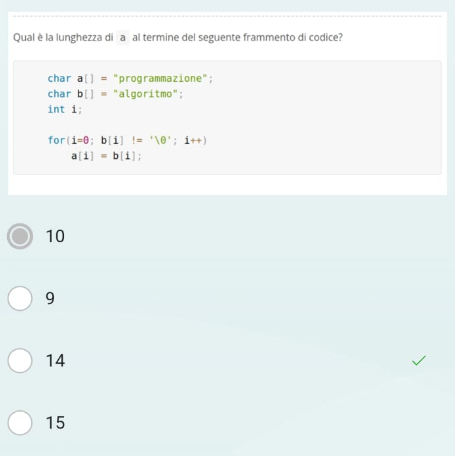 Qual è la lunghezza di a al termine del seguente frammento di codice?
char a[] = "programmazione";
char b[] = "algoritmo";
int i;
for(i=0; b[i] != '\0'; i++)
a[i] = b[i];
10
9
14
15